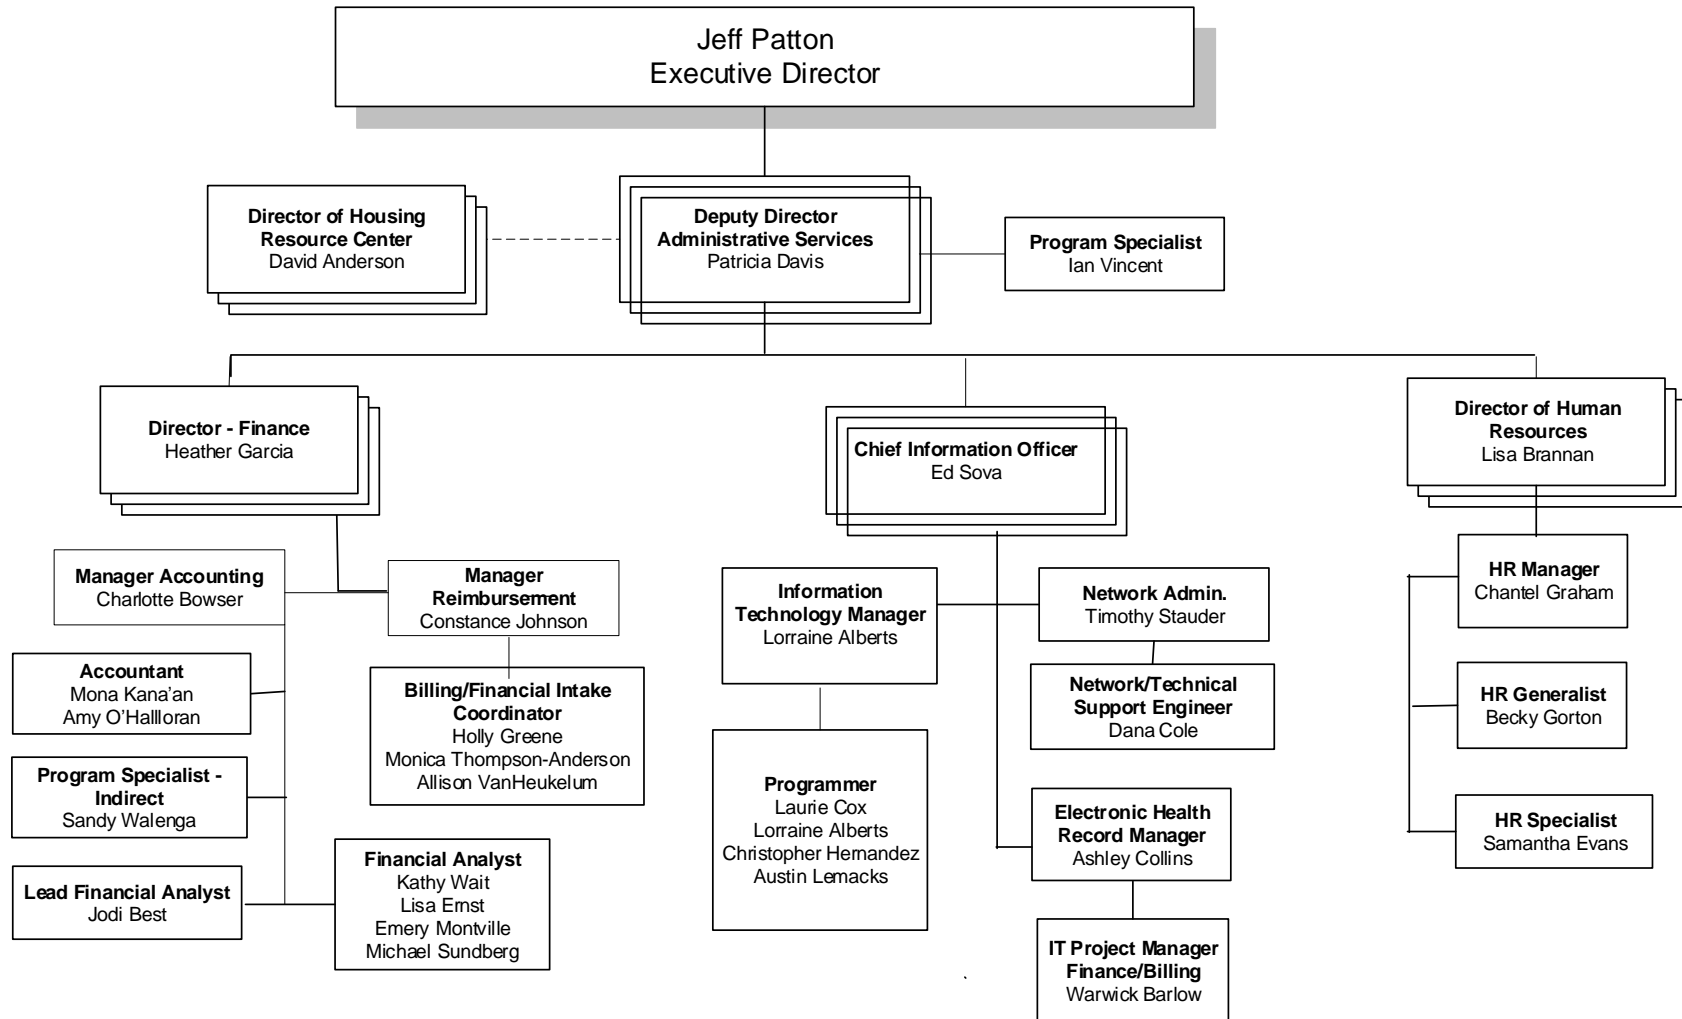 Jeff Patton
Executive Director
Director of Housing
Resource Center
David Anderson
Deputy Director
Administrative Services
Patricia Davis
Program Specialist
Ian Vincent
Director - Finance
Heather Garcia
Chief Information Officer
Ed Sova
Director of Human
Resources
Lisa Brannan
Manager Accounting
Charlotte Bowser
Manager
Reimbursement
Constance Johnson
Accountant
Mona Kana’an
Amy O’Hallloran
Billing/Financial Intake
Coordinator
Holly Greene
Monica Thompson-Anderson
Allison VanHeukelum
Program Specialist -
Indirect
Sandy Walenga
Lead Financial Analyst
Jodi Best
Financial Analyst
Kathy Wait
Lisa Ernst
Emery Montville
Michael Sundberg
Information
Technology Manager
Lorraine Alberts
Network Admin.
Timothy Stauder
Network/Technical
Support Engineer
Dana Cole
Programmer
Laurie Cox
Lorraine Alberts
Christopher Hernandez
Austin Lemacks
Electronic Health
Record Manager
Ashley Collins
IT Project Manager
Finance/Billing
Warwick Barlow
HR Manager
Chantel Graham
HR Generalist
Becky Gorton
HR Specialist
Samantha Evans